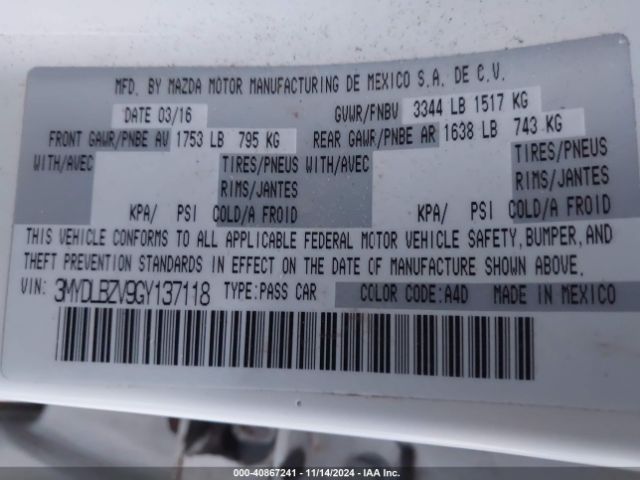 MFD. BY MAZDA MOTOR MANUFACTURING DE MEXICO S.A. DE C.V.
DATE 03/16 GVWR/PNBV 3344 LB 1517 KG
FRONT GAWR/PNBE AV 1753 LB 795 KG REAR GAWR/PNBE AR 1638 LB 743 KG
WITH/AVEC TIRES/PNEUS WITH/AVEC TIRES/PNEUS
RIMS/JANTES RIMS/JANTES
KPA/ PSI COLD/A FROID KPA/ PSI COLD/A FROID
THIS VEHICLE CONFORMS TO ALL APPLICABLE FEDERAL MOTOR VEHICLE SAFETY, BUMPER, AND
THEFT PREVENTION STANDARDS IN EFFECT ON THE DATE OF MANUFACTURE SHOWN ABOVE.
VIN: 3MYDLBZV9GY137118 TYPE:PASS CAR COLOR CODE:A4D MADE IN MEXICO
000-40867241 - 11/14/2024 - IAA Inc.